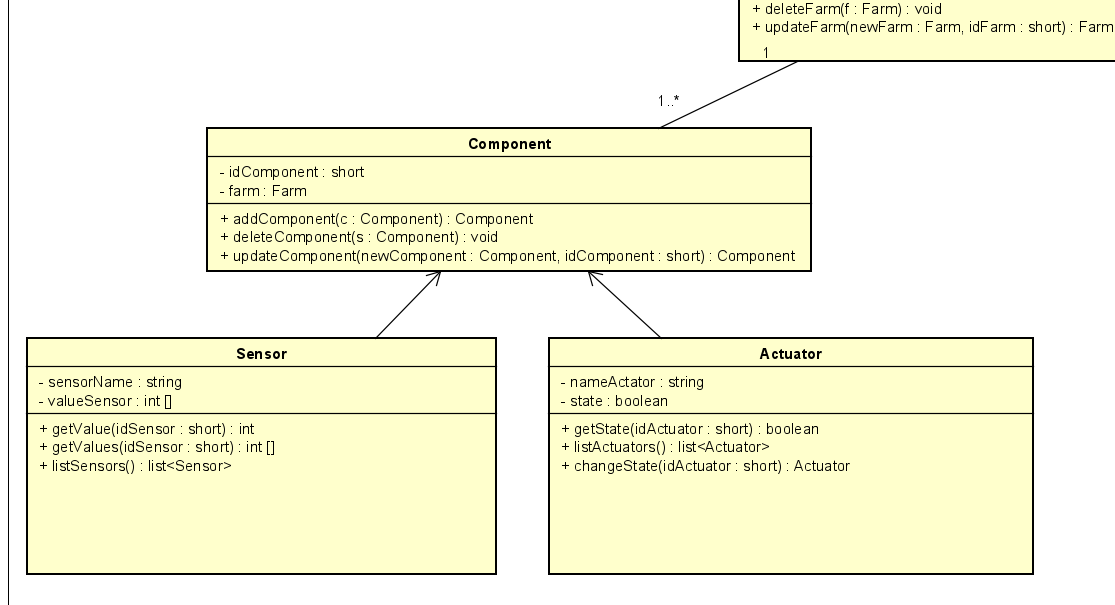 + deleteFarm(f : Farm) : void
+ updateFarm(newFarm : Farm, idFarm : short) : Farm
1
1..*
Component
- idComponent : short
- farm : Farm
+ addComponent(c : Component) : Component
+ deleteComponent(s : Component) : void
+ updateComponent(newComponent : Component, idComponent : short) : Component
Sensor
- sensorName : string
- valueSensor : int []
+ getValue(idSensor : short) : int
+ getValues(idSensor : short) : int []
+ listSensors() : list<Sensor>
Actuator
- nameActator : string
- state : boolean
+ getState(idActuator : short) : boolean
+ listActuators() : list<Actuator>
+ changeState(idActuator : short) : Actuator